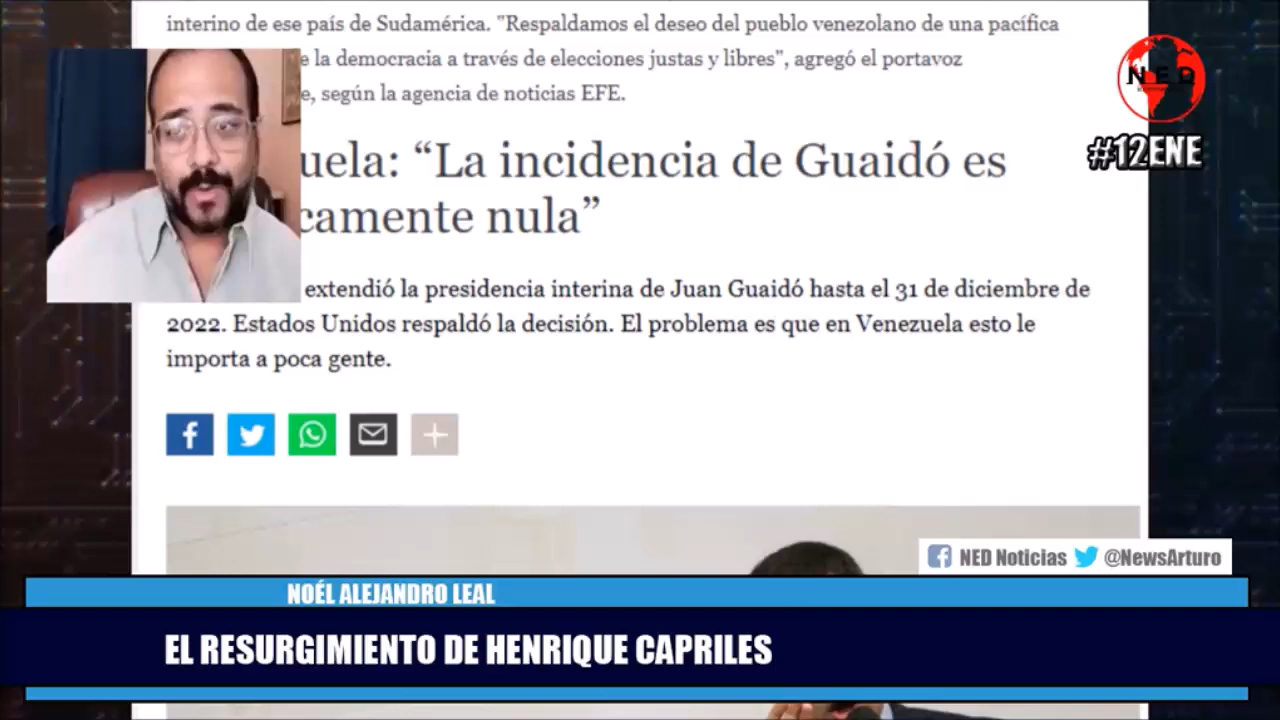 interino de ese país de Sudamérica. "Respaldamos el deseo del pueblo venezolano de una pacífica
e la democracia a través de elecciones justas y libres", agregó el portavoz
e, según la agencia de noticias EFE.
NED
#12ENE
uela: “La incidencia de Guaidó es
camente nula”
extendió la presidencia interina de Juan Guaidó hasta el 31 de diciembre de
2022. Estados Unidos respaldó la decisión. El problema es que en Venezuela esto le
importa a poca gente.
NED Noticias @NewsArturo
NOÉL ALEJANDRO LEAL
EL RESURGIMIENTO DE HENRIQUE CAPRILES